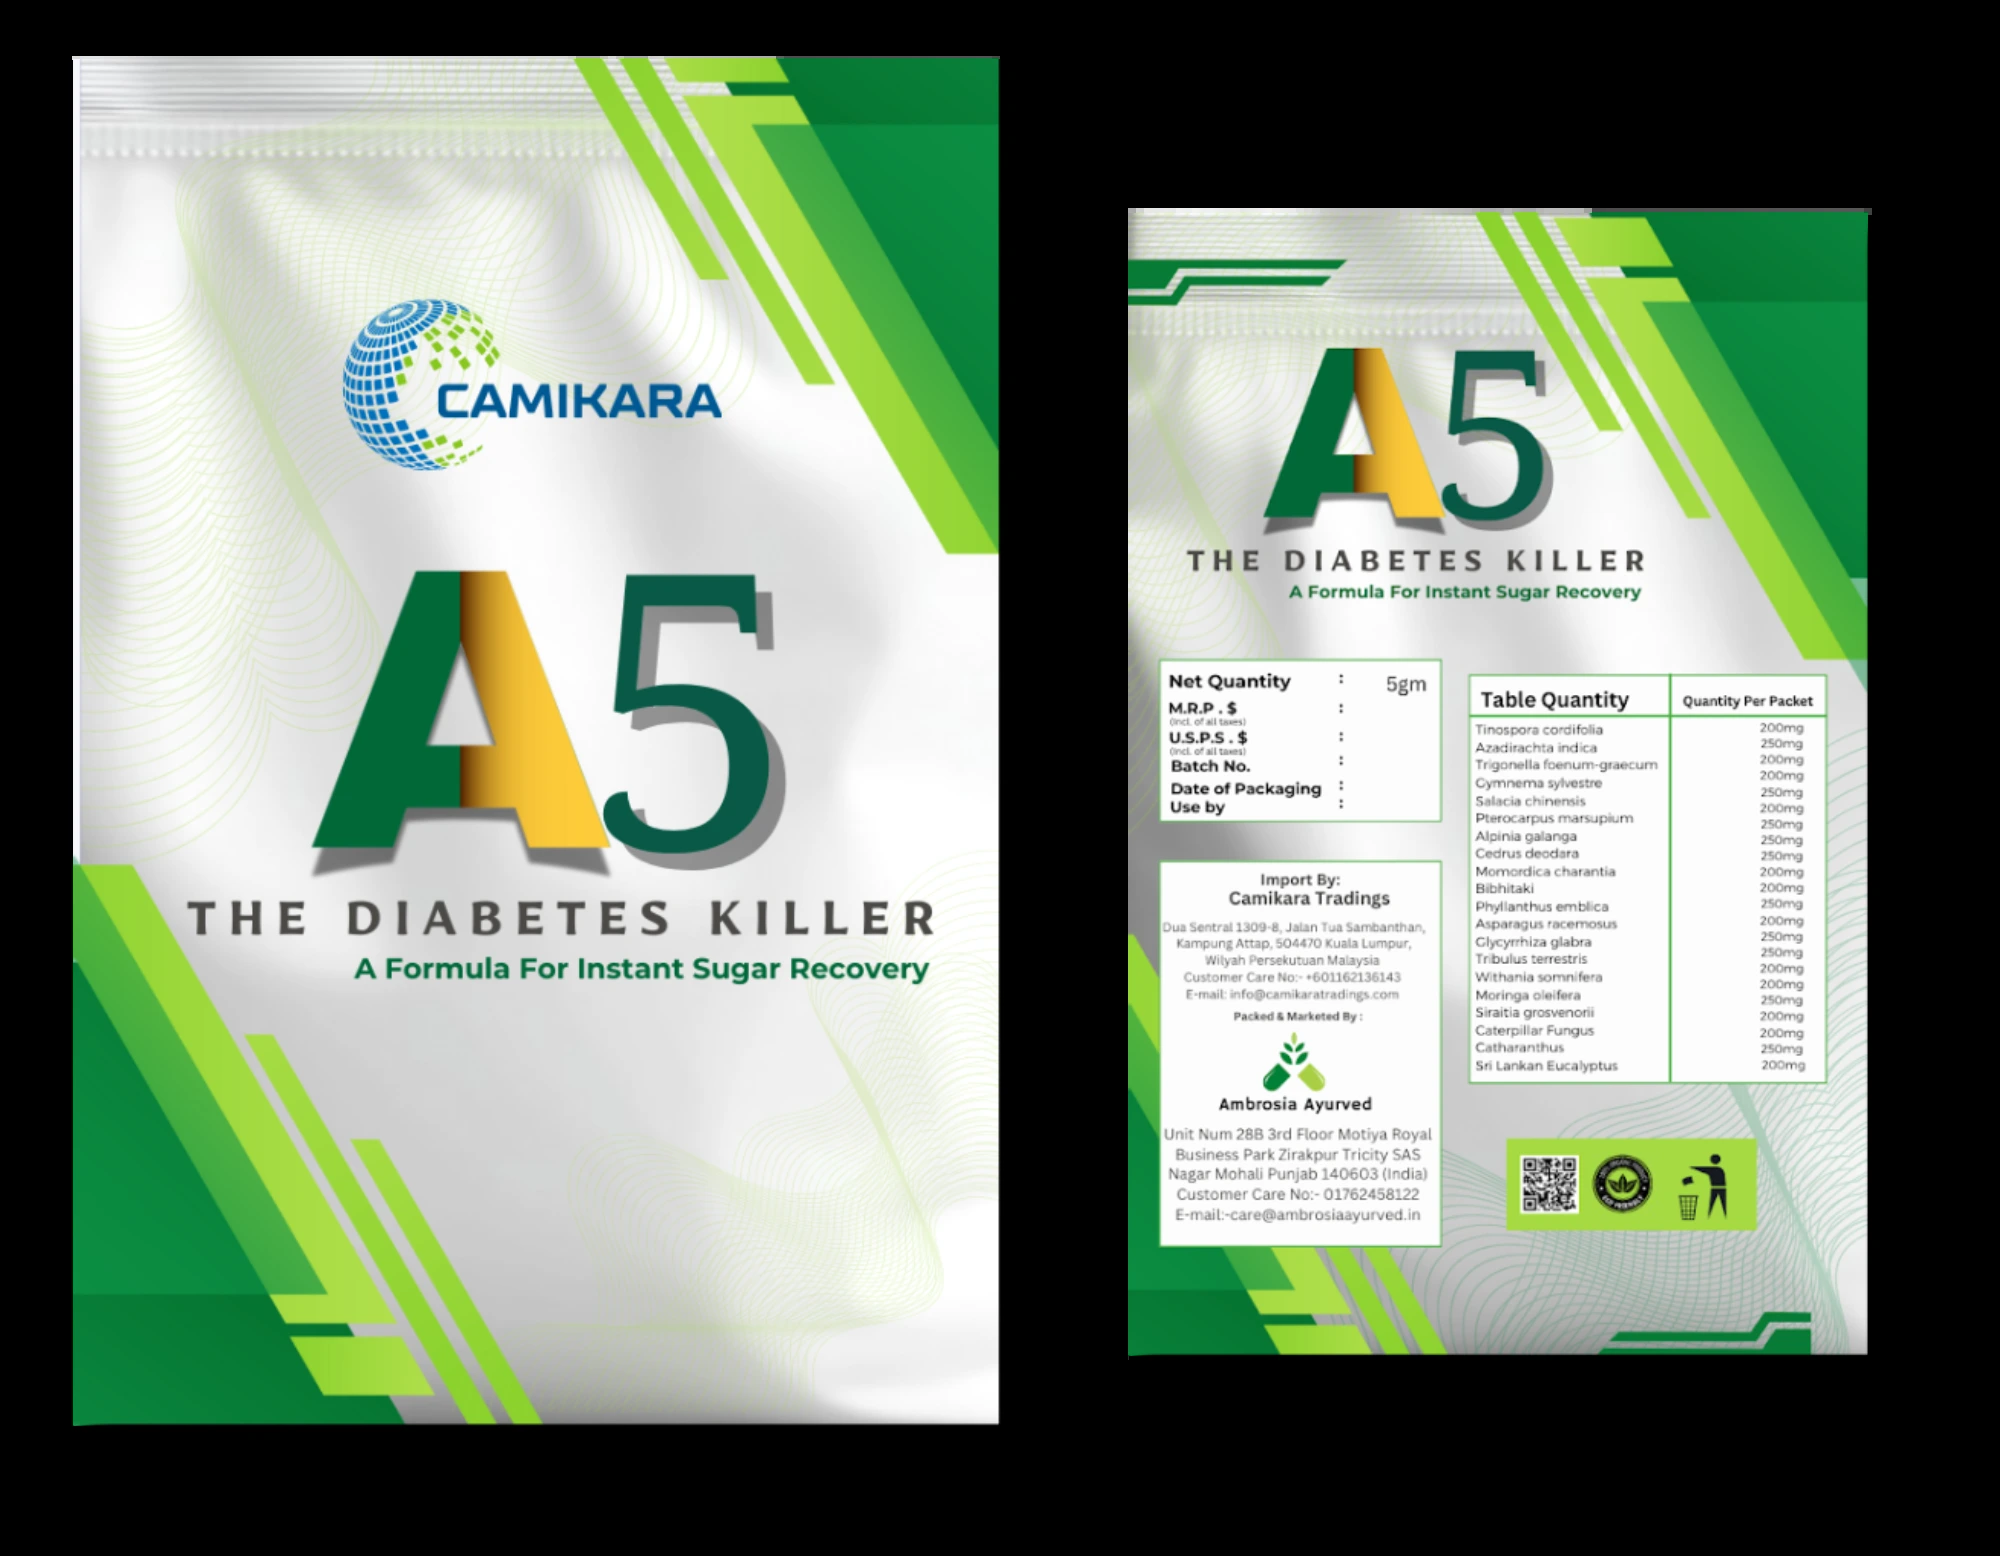 CAMIKARA
A5
THE DIABETES KILLER
A Formula For Instant Sugar Recovery
A5
THE DIABETES KILLER
A Formula For Instant Sugar Recovery
Net Quantity : 5gm
M.R.P . $ :
(Incl. of all taxes)
U.S.P.S . $ :
(Incl. of all taxes)
Batch No. :
Date of Packaging :
Use by :
Import By:
Camikara Tradings
Dua Sentral 1309-8, Jalan Tua Sambanthan,
Kampung Attap, 504470 Kuala Lumpur,
Wilyah Persekutuan Malaysia
Customer Care No:- +601162136143
E-mail: info@camikaratradings.com
Packed & Marketed By :
Ambrosia Ayurved
Unit Num 28B 3rd Floor Motiya Royal
Business Park Zirakpur Tricity SAS
Nagar Mohali Punjab 140603 (India)
Customer Care No:- 01762458122
E-mail:-care@ambrosiaayurved.in
Table Quantity
Tinospora cordifolia
Azadirachta indica
Trigonella foenum-graecum
Gymnema sylvestre
Salacia chinensis
Pterocarpus marsupium
Alpinia galanga
Cedrus deodara
Momordica charantia
Bibhitaki
Phyllanthus emblica
Asparagus racemosus
Glycyrrhiza glabra
Tribulus terrestris
Withania somnifera
Moringa oleifera
Siraitia grosvenorii
Caterpillar Fungus
Catharanthus
Sri Lankan Eucalyptus
Quantity Per Packet
200mg
250mg
200mg
200mg
250mg
200mg
250mg
250mg
250mg
200mg
200mg
250mg
200mg
250mg
250mg
200mg
200mg
250mg
200mg
200mg
250mg
200mg